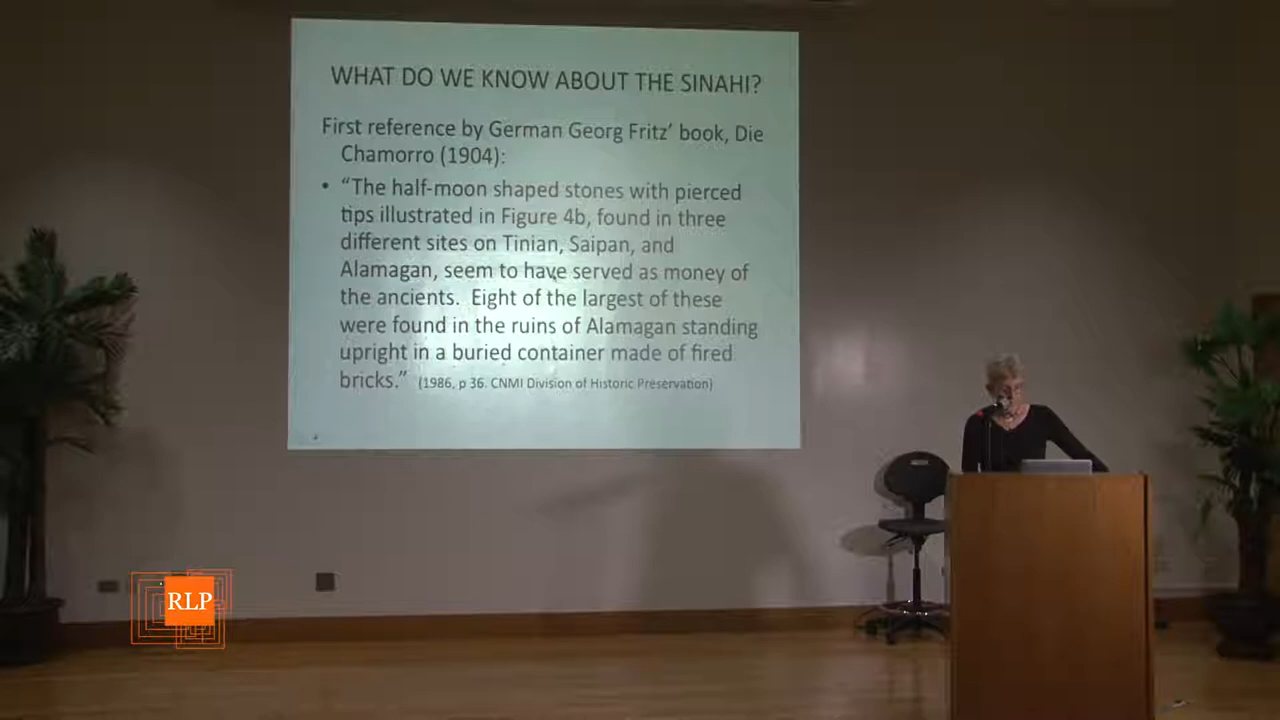 WHAT DO WE KNOW ABOUT THE SINAHI?
First reference by German Georg Fritz' book, Die
Chamorro (1904):
• “The half-moon shaped stones with pierced
tips illustrated in Figure 4b, found in three
different sites on Tinian, Saipan, and
Alamagan, seem to have served as money of
the ancients. Eight of the largest of these
were found in the ruins of Alamagan standing
upright in a buried container made of fired
bricks.” (1986, p 36. CNMI Division of Historic Preservation)
RLP